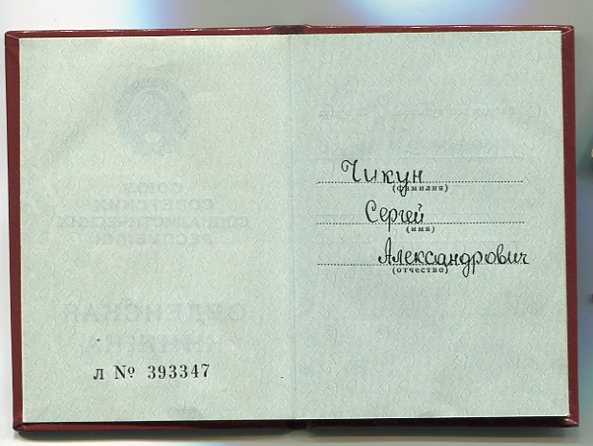 л № 393347
Чикун
(фамилия)
Сергей
(имя)
Александрович
(отчество)